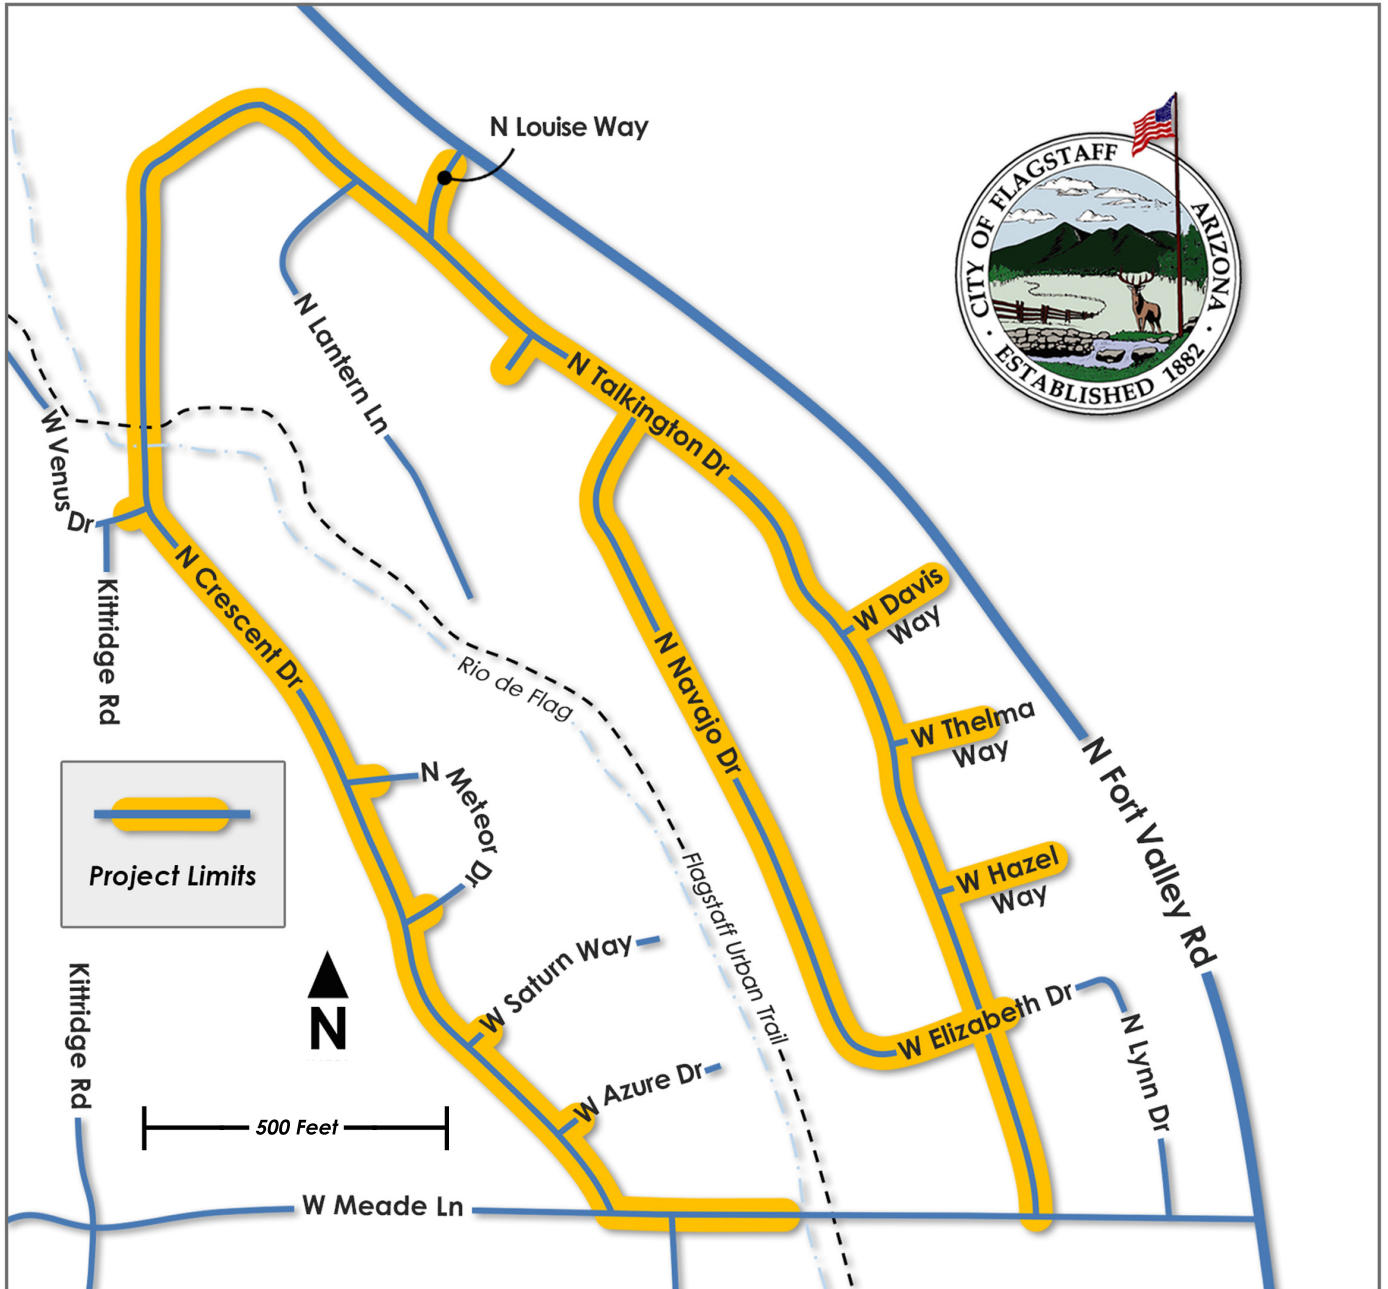 N Louise Way
CITY OF FLAGSTAFF
ARIZONA
· ESTABLISHED 1882 ·
N Lantern Ln
N Talkington Dr
W Venus Dr
Kittridge Rd
N Crescent Dr
Rio de Flag
N Navajo Dr
W Davis
Way
W Thelma
Way
N Fort Valley Rd
N Meteor Dr
Project Limits
W Hazel
Way
Flagstaff Urban Trail
W Saturn Way
Kittridge Rd
N
W Elizabeth Dr
N Lynn Dr
W Azure Dr
500 Feet
W Meade Ln